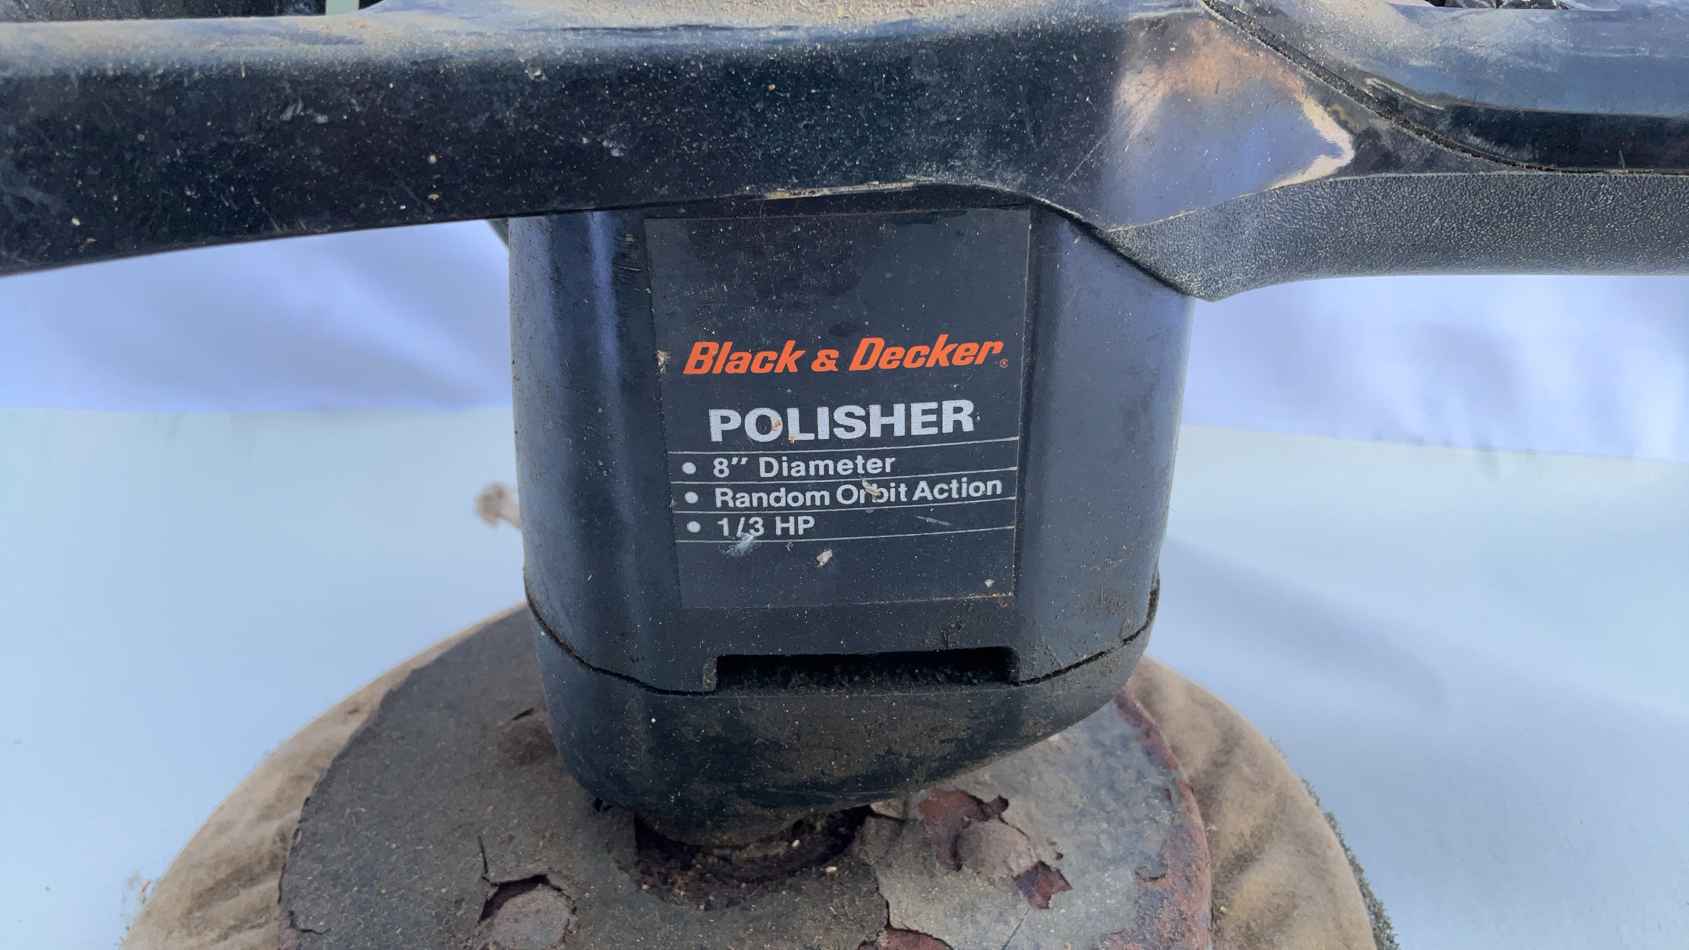 Black & Decker®
POLISHER
• 8" Diameter
• Random Orbit Action
• 1/3 HP